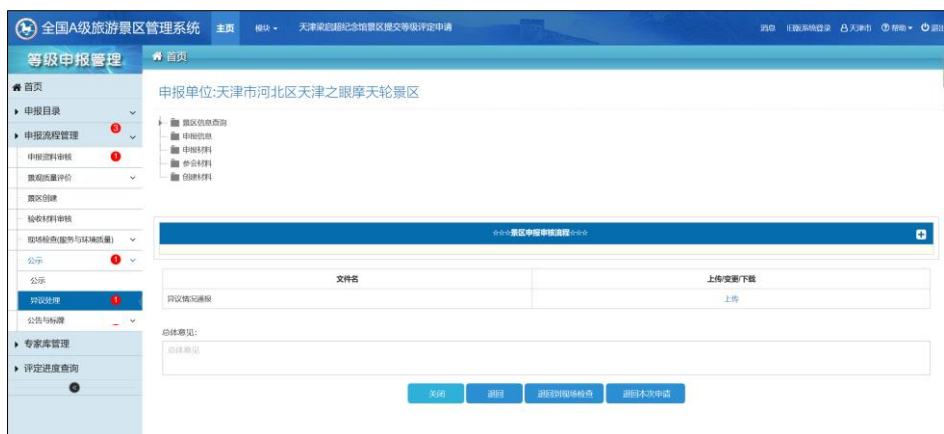 全国A级旅游景区管理系统 主页 模块 天津梁启超纪念馆景区提交等级评定申请 消息 旧版系统登录 天津市 帮助 退出
等级申报管理 首页
首页
申报目录
申报流程管理 3
申报资料审核 1
景观质量评价
景区创建
验收材料审核
现场检查(服务与环境质量)
公示 1
公示
异议处理 1
公告与标牌
专家库管理
评定进度查询
申报单位:天津市河北区天津之眼摩天轮景区
景区信息查询
申报信息
申报材料
参会材料
创建材料
☆☆☆景区申报审核流程☆☆☆
文件名 上传/变更/下载
异议情况通报 上传
总体意见:
总体意见
关闭 退回 退回到现场检查 退回本次申请